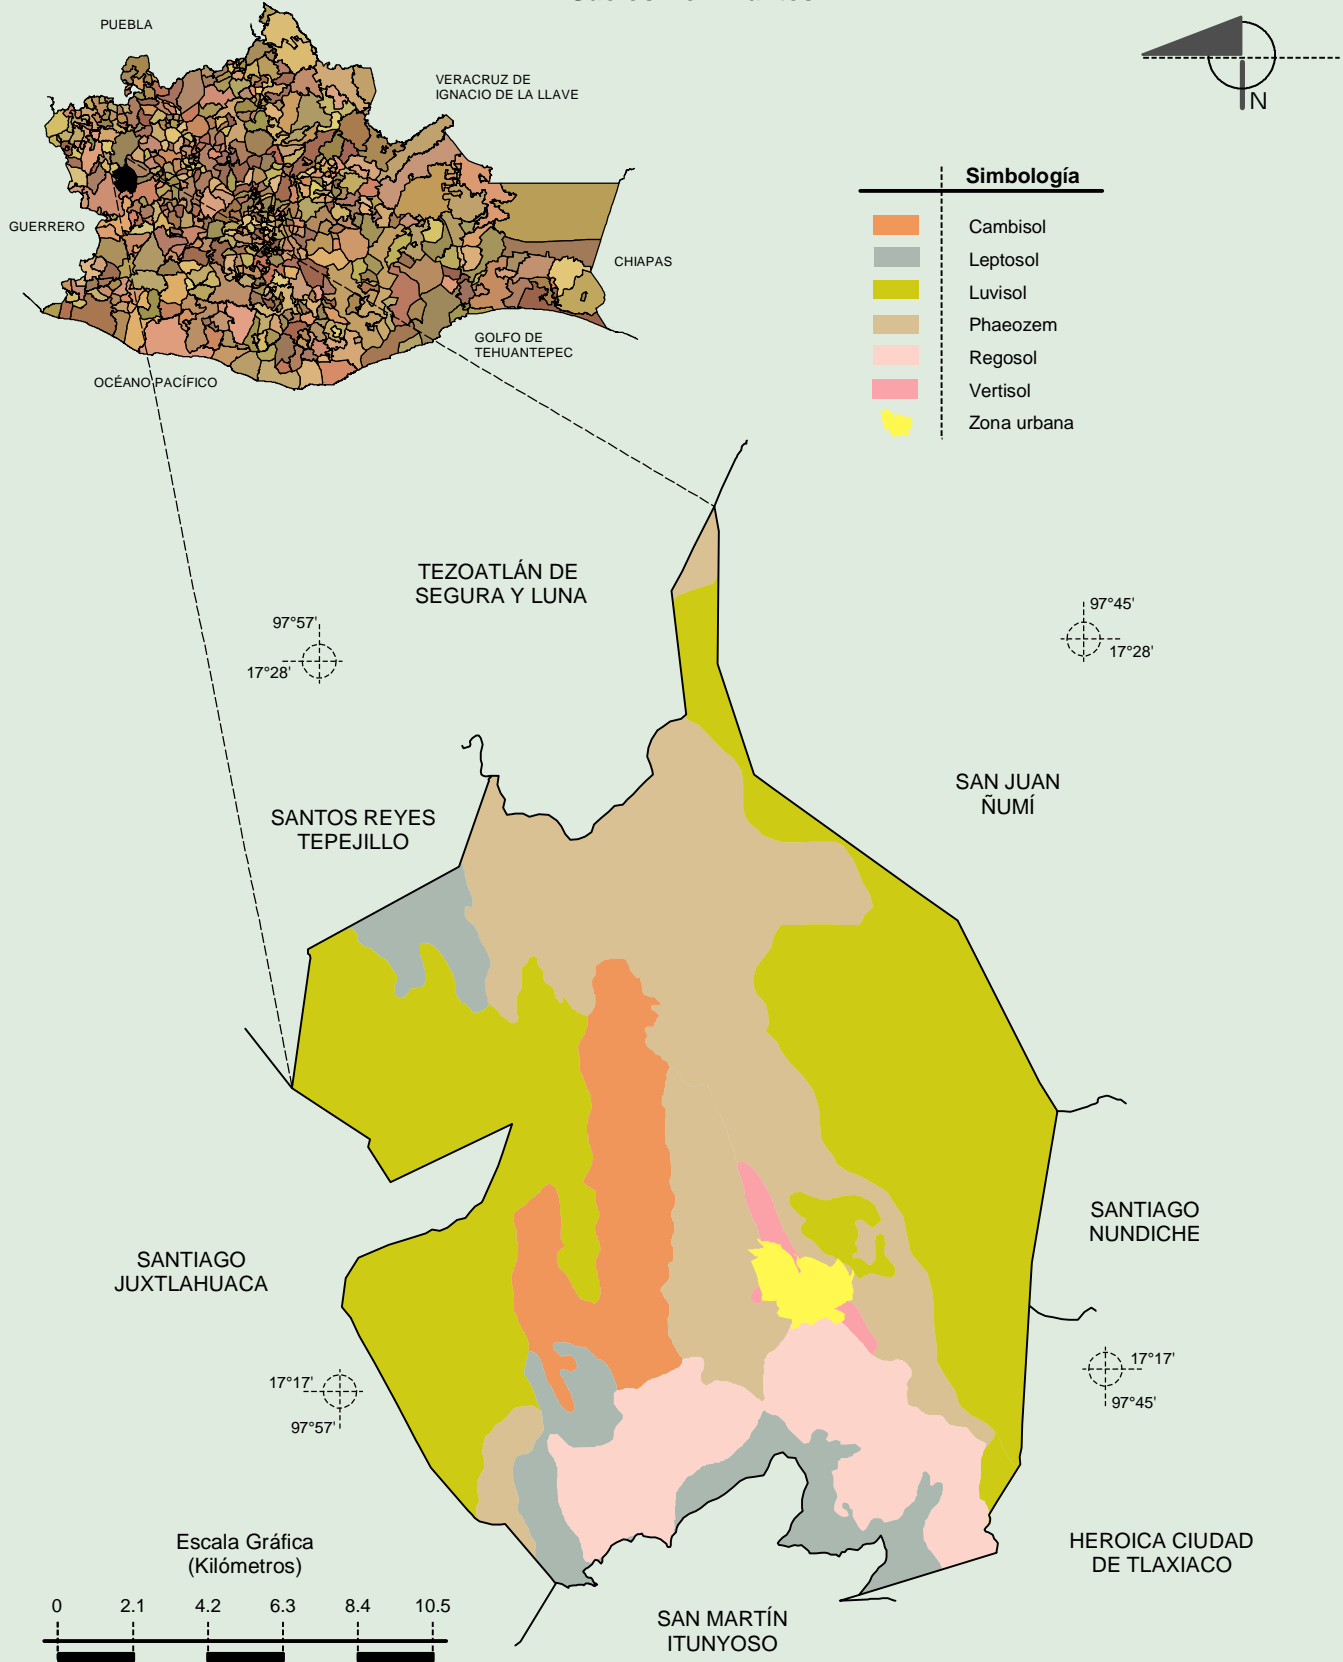 PUEBLA
VERACRUZ DE
IGNACIO DE LA LLAVE
GUERRERO
CHIAPAS
GOLFO DE
TEHUANTEPEC
OCÉANO PACÍFICO
N
Simbología
Cambisol
Leptosol
Luvisol
Phaeozem
Regosol
Vertisol
Zona urbana
TEZOATLÁN DE
SEGURA Y LUNA
97°57'
17°28'
97°45'
17°28'
SAN JUAN
ÑUMÍ
SANTOS REYES
TEPEJILLO
SANTIAGO
NUNDICHE
SANTIAGO
JUXTLAHUACA
17°17'
97°57'
17°17'
97°45'
HEROICA CIUDAD
DE TLAXIACO
SAN MARTÍN
ITUNYOSO
Escala Gráfica
(Kilómetros)
0 2.1 4.2 6.3 8.4 10.5